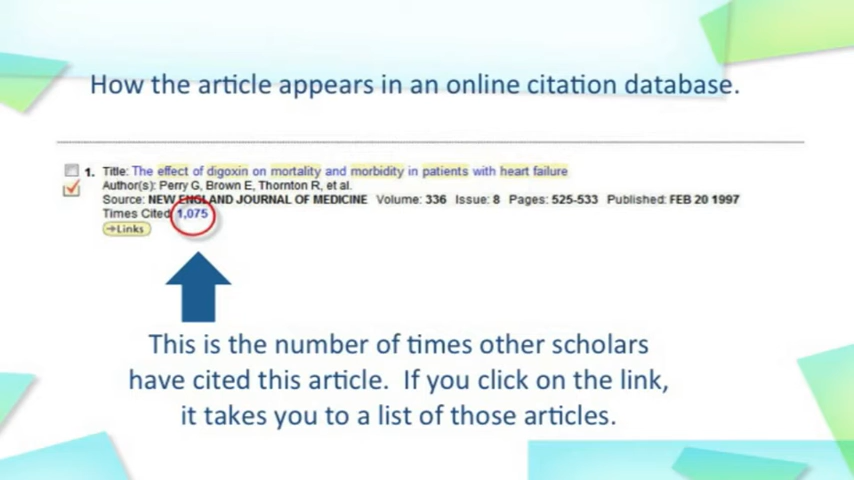 How the article appears in an online citation database.
1. Title: The effect of digoxin on mortality and morbidity in patients with heart failure
Author(s): Perry G, Brown E, Thornton R, et al.
Source: NEW ENGLAND JOURNAL OF MEDICINE Volume: 336 Issue: 8 Pages: 525-533 Published: FEB 20 1997
Times Cited 1,075
→Links
This is the number of times other scholars
have cited this article. If you click on the link,
it takes you to a list of those articles.